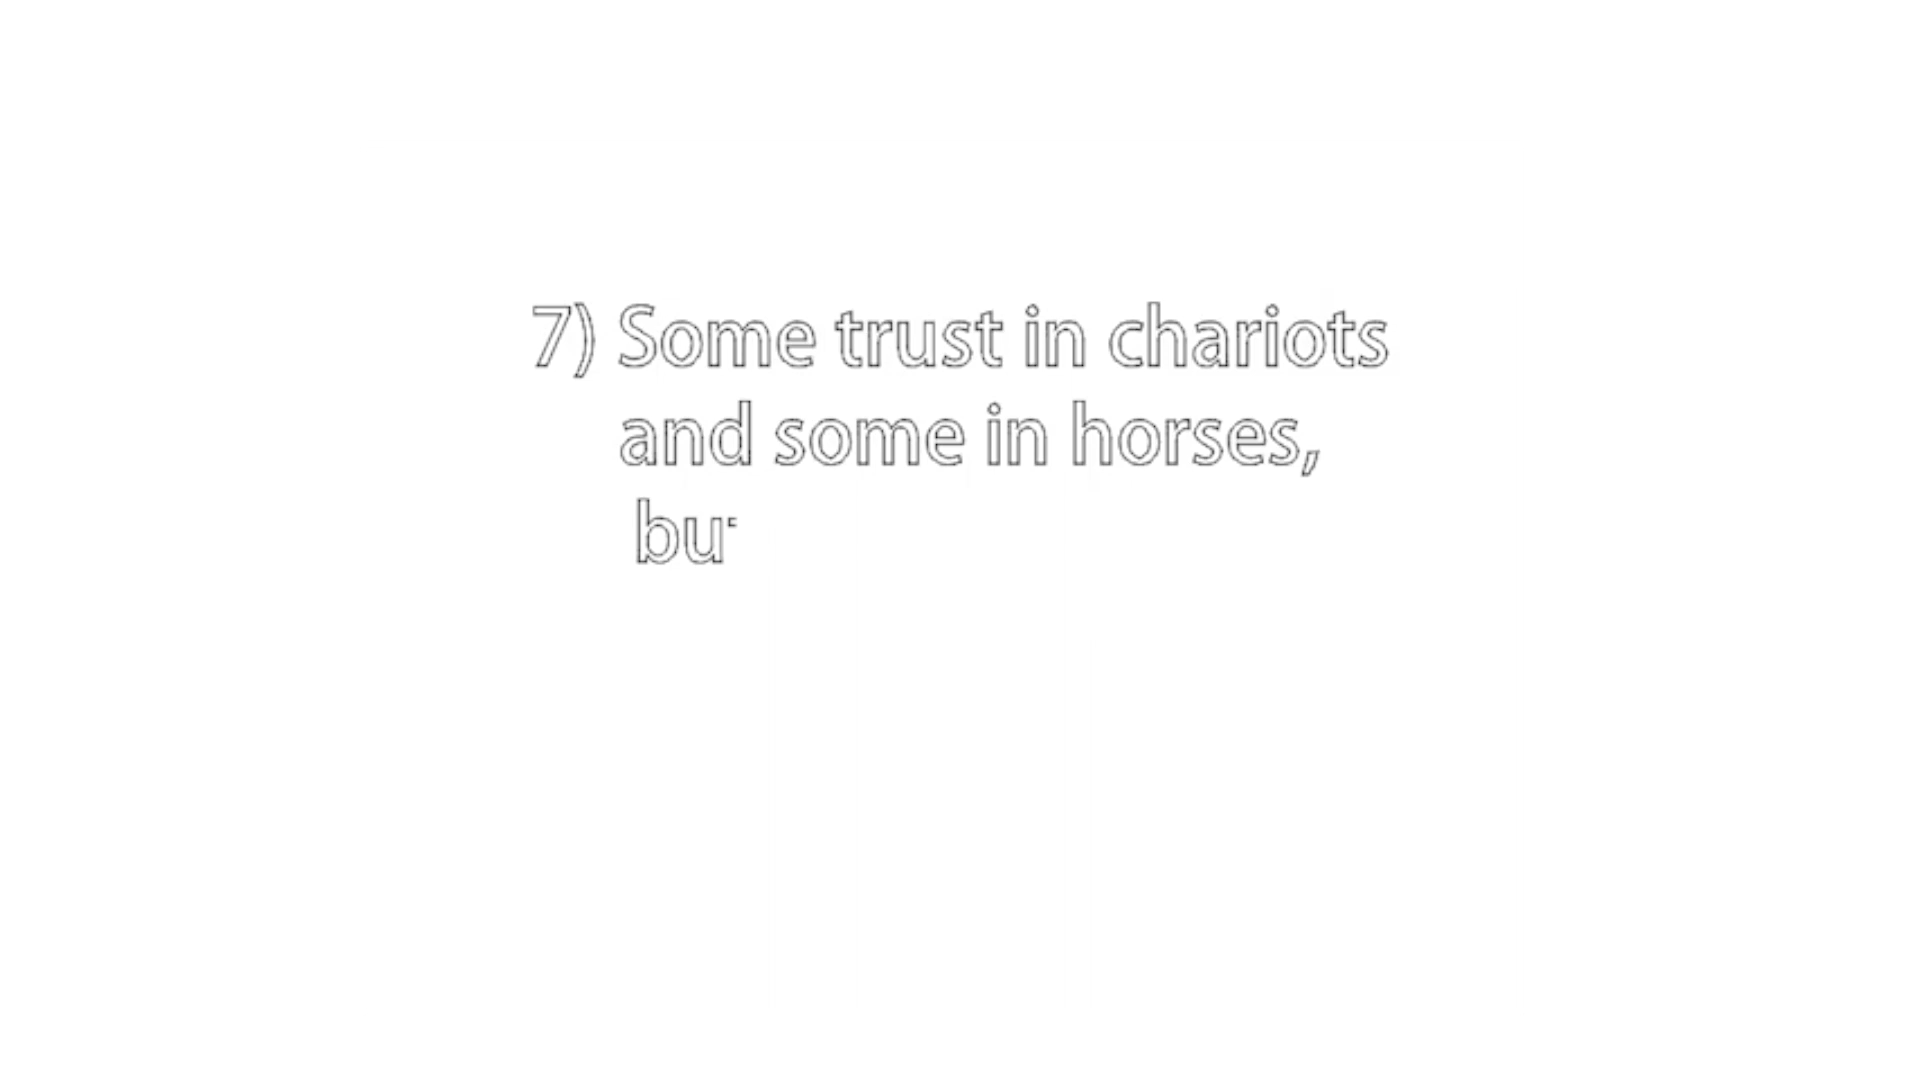 7) Some trust in chariots
and some in horses,
bu